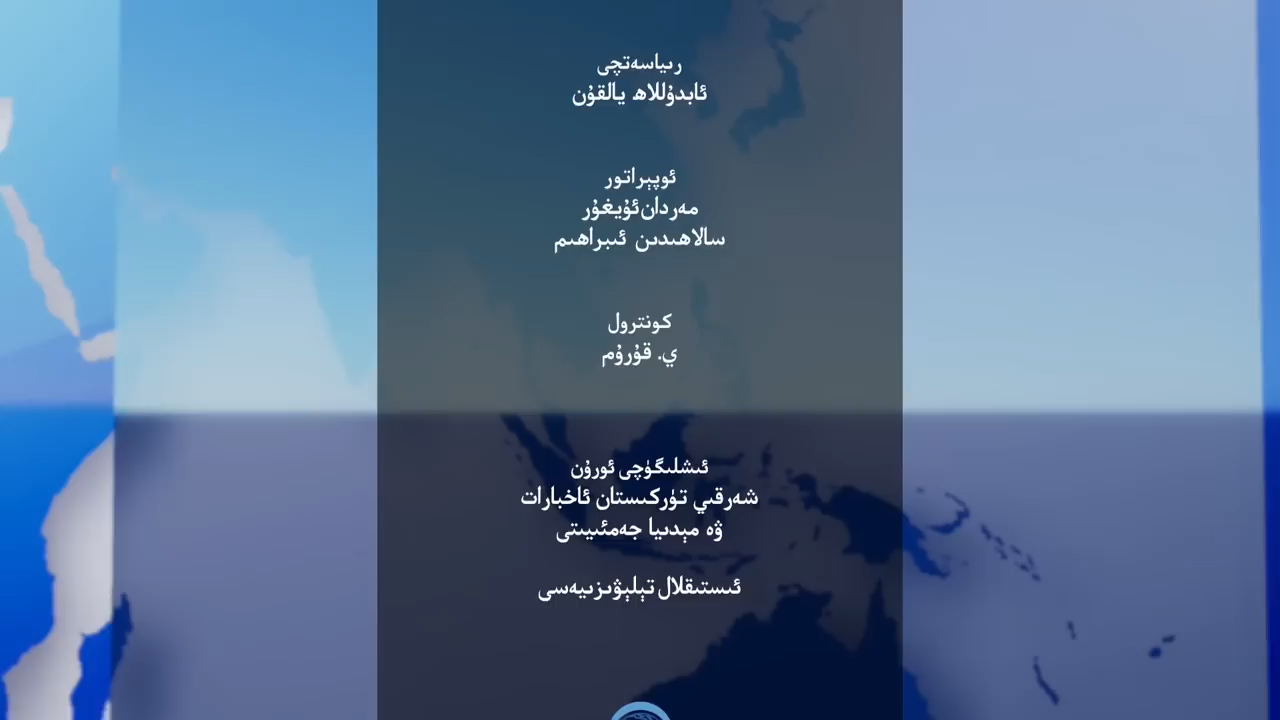 رىياسەتچى
ئابدۇللاھ يالقۇن
ئوپېراتور
مەردان ئۇيغۇر
سالاھىدىن ئىبراھىم
كونترول
ي. قۇرۇم
ئىشلىگۈچى ئورۇن
شەرقىي تۈركىستان ئاخبارات
ۋە مېدىيا جەمئىيىتى
ئىستىقلال تېلېۋىزىيەسى